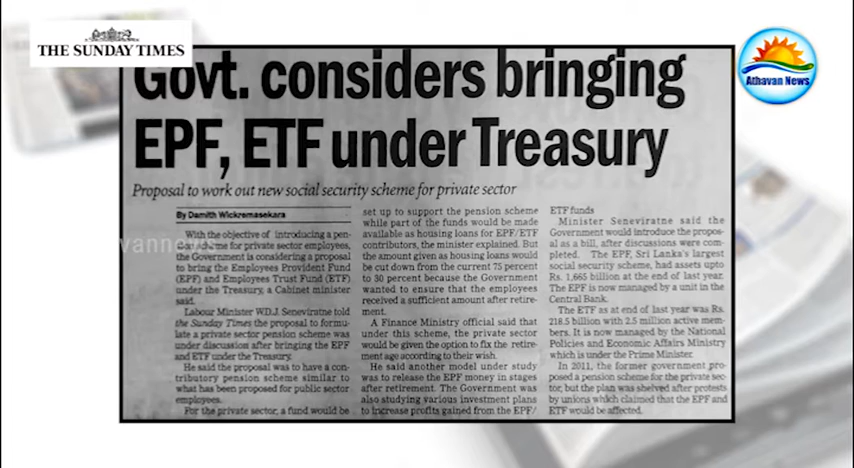 THE SUNDAY TIMES
Athavan News
Govt. considers bringing
EPF, ETF under Treasury
Proposal to work out new social security scheme for private sector
By Damith Wickremasekara
With the objective of introducing a pen-
scheme for private sector employees,
the Government is considering a proposal
to bring the Employees Provident Fund
(EPF) and Employees Trust Fund (ETF)
under the Treasury, a Cabinet minister
said.
Labour Minister W.D.J. Seneviratne told
the Sunday Times the proposal to formu-
late a private sector pension scheme was
under discussion after bringing the EPF
and ETF under the Treasury.
He said the proposal was to have a con-
tributory pension scheme similar to
what has been proposed for public sector
employees.
For the private sector, a fund would be
set up to support the pension scheme
while part of the funds would be made
available as housing loans for EPF/ETF
contributors, the minister explained. But
the amount given as housing loans would
be cut down from the current 75 percent
to 30 percent because the Government
wanted to ensure that the employees
received a sufficient amount after retire-
ment.
A Finance Ministry official said that
under this scheme, the private sector
would be given the option to fix the retire-
ment age according to their wish.
He said another model under study
was to release the EPF money in stages
after retirement. The Government was
also studying various investment plans
to increase profits gained from the EPF/
ETF funds
Minister Seneviratne said the
Government would introduce the propo-
al as a bill, after discussions were com-
pleted. The EPF, Sri Lanka's largest
social security scheme, had assets upto
Rs. 1,665 billion at the end of last year.
The EPF is now managed by a unit in the
Central Bank.
The ETF as at end of last year was Rs.
218.5 billion with 2.5 million active mem-
bers. It is now managed by the National
Policies and Economic Affairs Ministry
which is under the Prime Minister.
In 2011, the former government pro-
posed a pension scheme for the private sec-
tor, but the plan was shelved after protests
by unions which claimed that the EPF and
ETF would be affected.